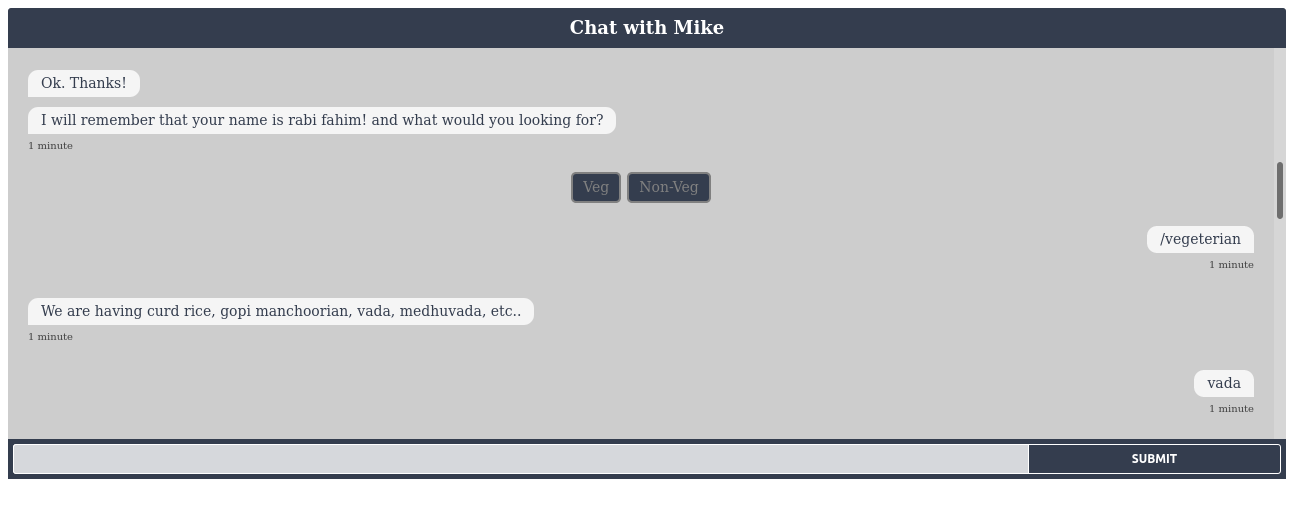 Chat with Mike
Ok. Thanks!
I will remember that your name is rabi fahim! and what would you looking for?
1 minute
Veg Non-Veg
/vegeterian
1 minute
We are having curd rice, gopi manchoorian, vada, medhuvada, etc..
1 minute
vada
1 minute
SUBMIT